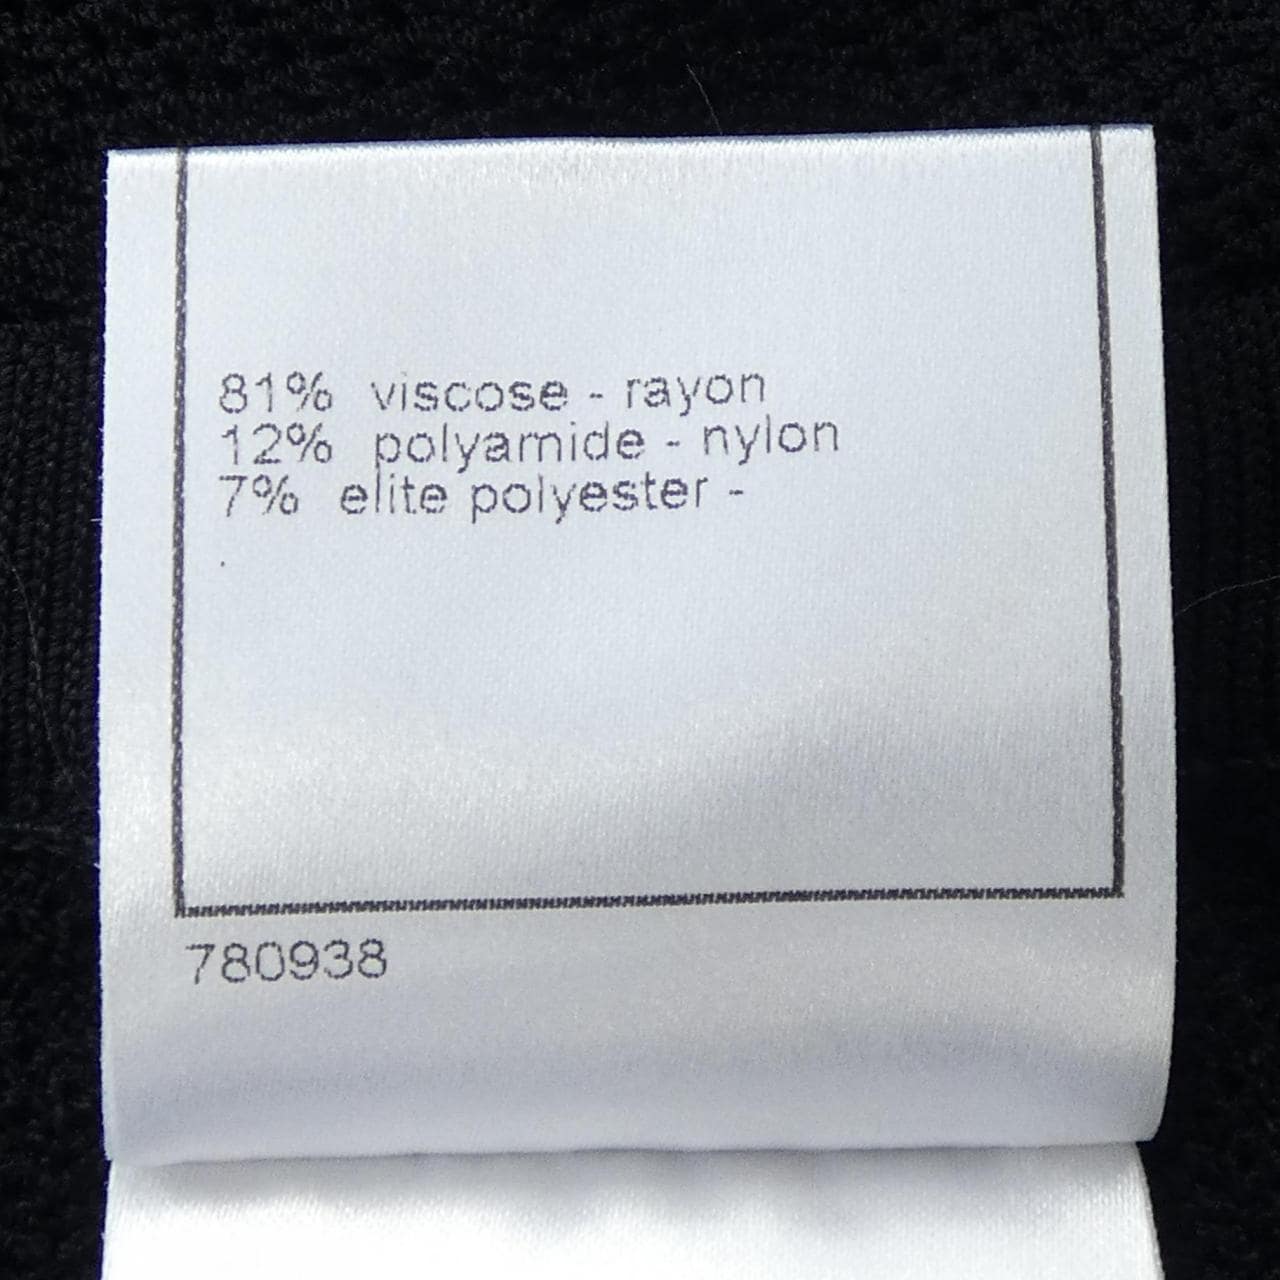 81% viscose - rayon
12% polyamide - nylon
7% elite polyester -
.
780938